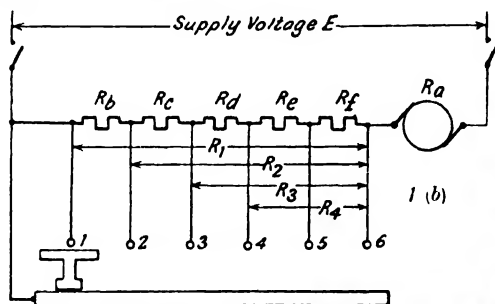 Supply Voltage E
Rb Rc Rd Re Rf Ra
R1
R2
R3
R4
1 (b)
1 2 3 4 5 6